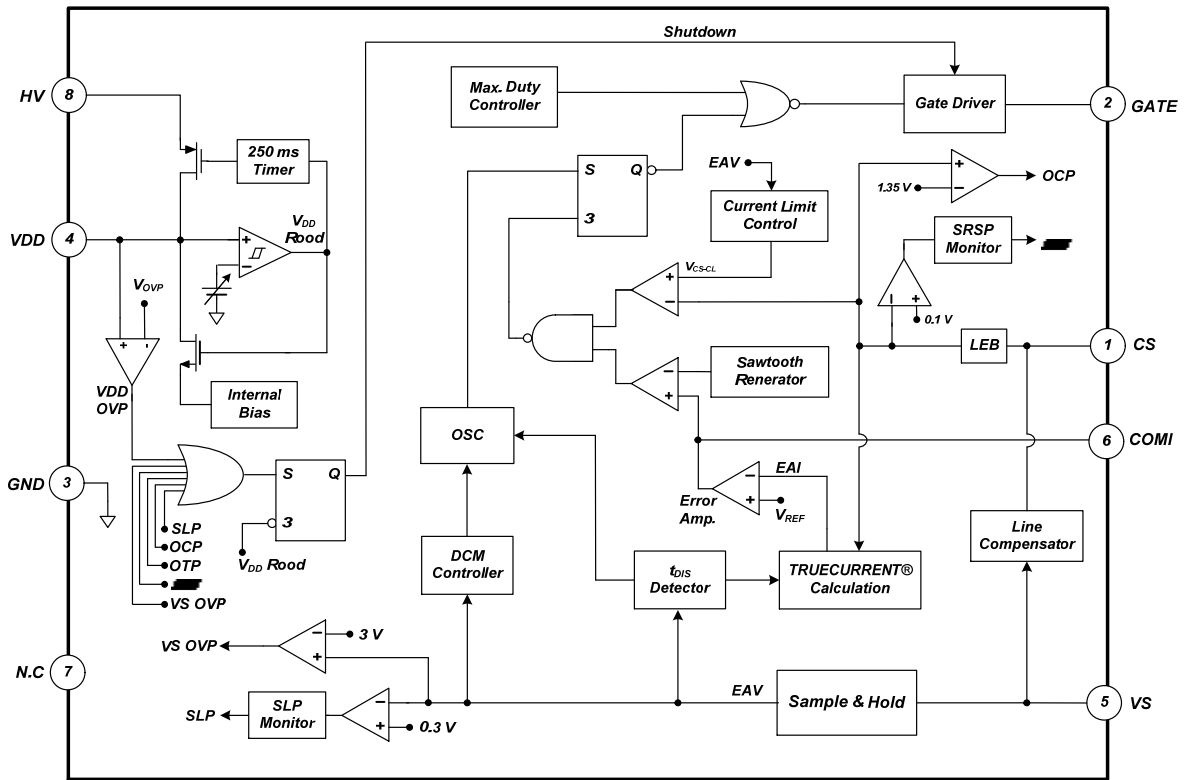 Shutdown
HV
8
Max. Duty
Controller
Gate Driver
2
GATE
250 ms
Timer
S
Q
3
EAV
Current Limit
Control
+
1.35 V
–
OCP
SRSP
Monitor
VDD
4
VDD
Rood
+
–
VCS-CL
+
–
–
+
0.1 V
VOVP
+
-
VDD
OVP
LEB
1
CS
Internal
Bias
–
+
Sawtooth
Renerator
OSC
6
COMI
GND
3
S
Q
3
EAI
–
+
VREF
Error
Amp.
SLP
OCP
OTP
VS OVP
VDD Rood
DCM
Controller
tDIS
Detector
TRUECURRENT®
Calculation
Line
Compensator
N.C
7
VS OVP
–
+
3 V
SLP
SLP
Monitor
–
+
0.3 V
EAV
Sample & Hold
5
VS